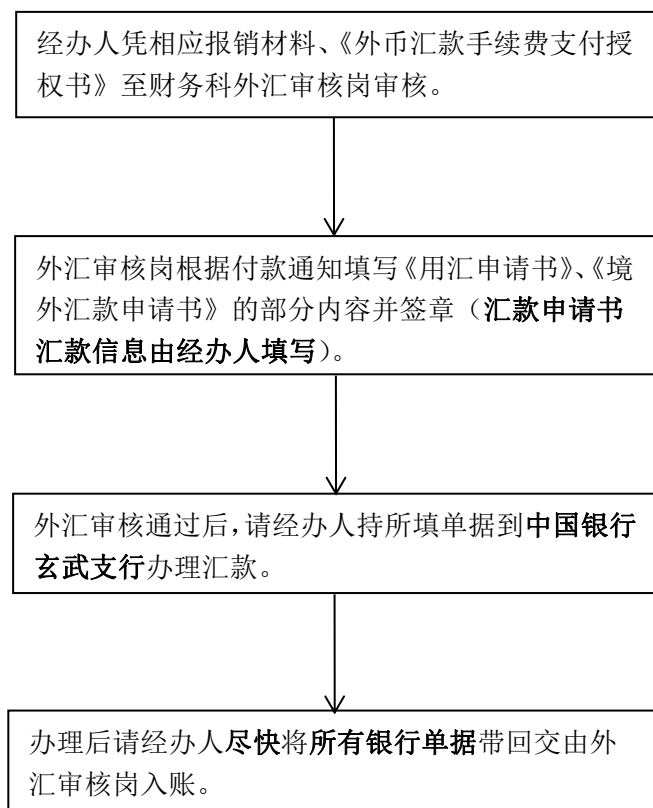 经办人凭相应报销材料、《外币汇款手续费支付授
权书》至财务科外汇审核岗审核。
外汇审核岗根据付款通知填写《用汇申请书》、《境
外汇款申请书》的部分内容并签章（汇款申请书
汇款信息由经办人填写）。
外汇审核通过后，请经办人持所填单据到中国银行
玄武支行办理汇款。
办理后请经办人尽快将所有银行单据带回交由外
汇审核岗入账。